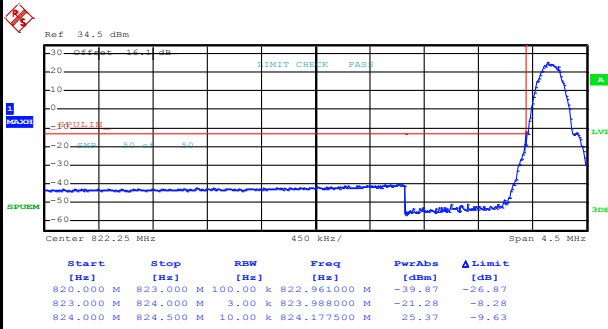 Ref 34.5 dBm
Offset 16.1 dB
LIMIT CHECK PASS
30
20
10
0
-10
SPULIN
-20
SWP 50 of 50
-30
-40
-50
-60
1
MAXH
SPUEM
A
LVL
3DB
Center 822.25 MHz 450 kHz/ Span 4.5 MHz
Start Stop RBW Freq PwrAbs ΔLimit
[Hz] [Hz] [Hz] [Hz] [dBm] [dB]
820.000 M 823.000 M 100.00 k 822.961000 M -39.87 -26.87
823.000 M 824.000 M 3.00 k 823.988000 M -21.28 -8.28
824.000 M 824.500 M 10.00 k 824.177500 M 25.37 -9.63